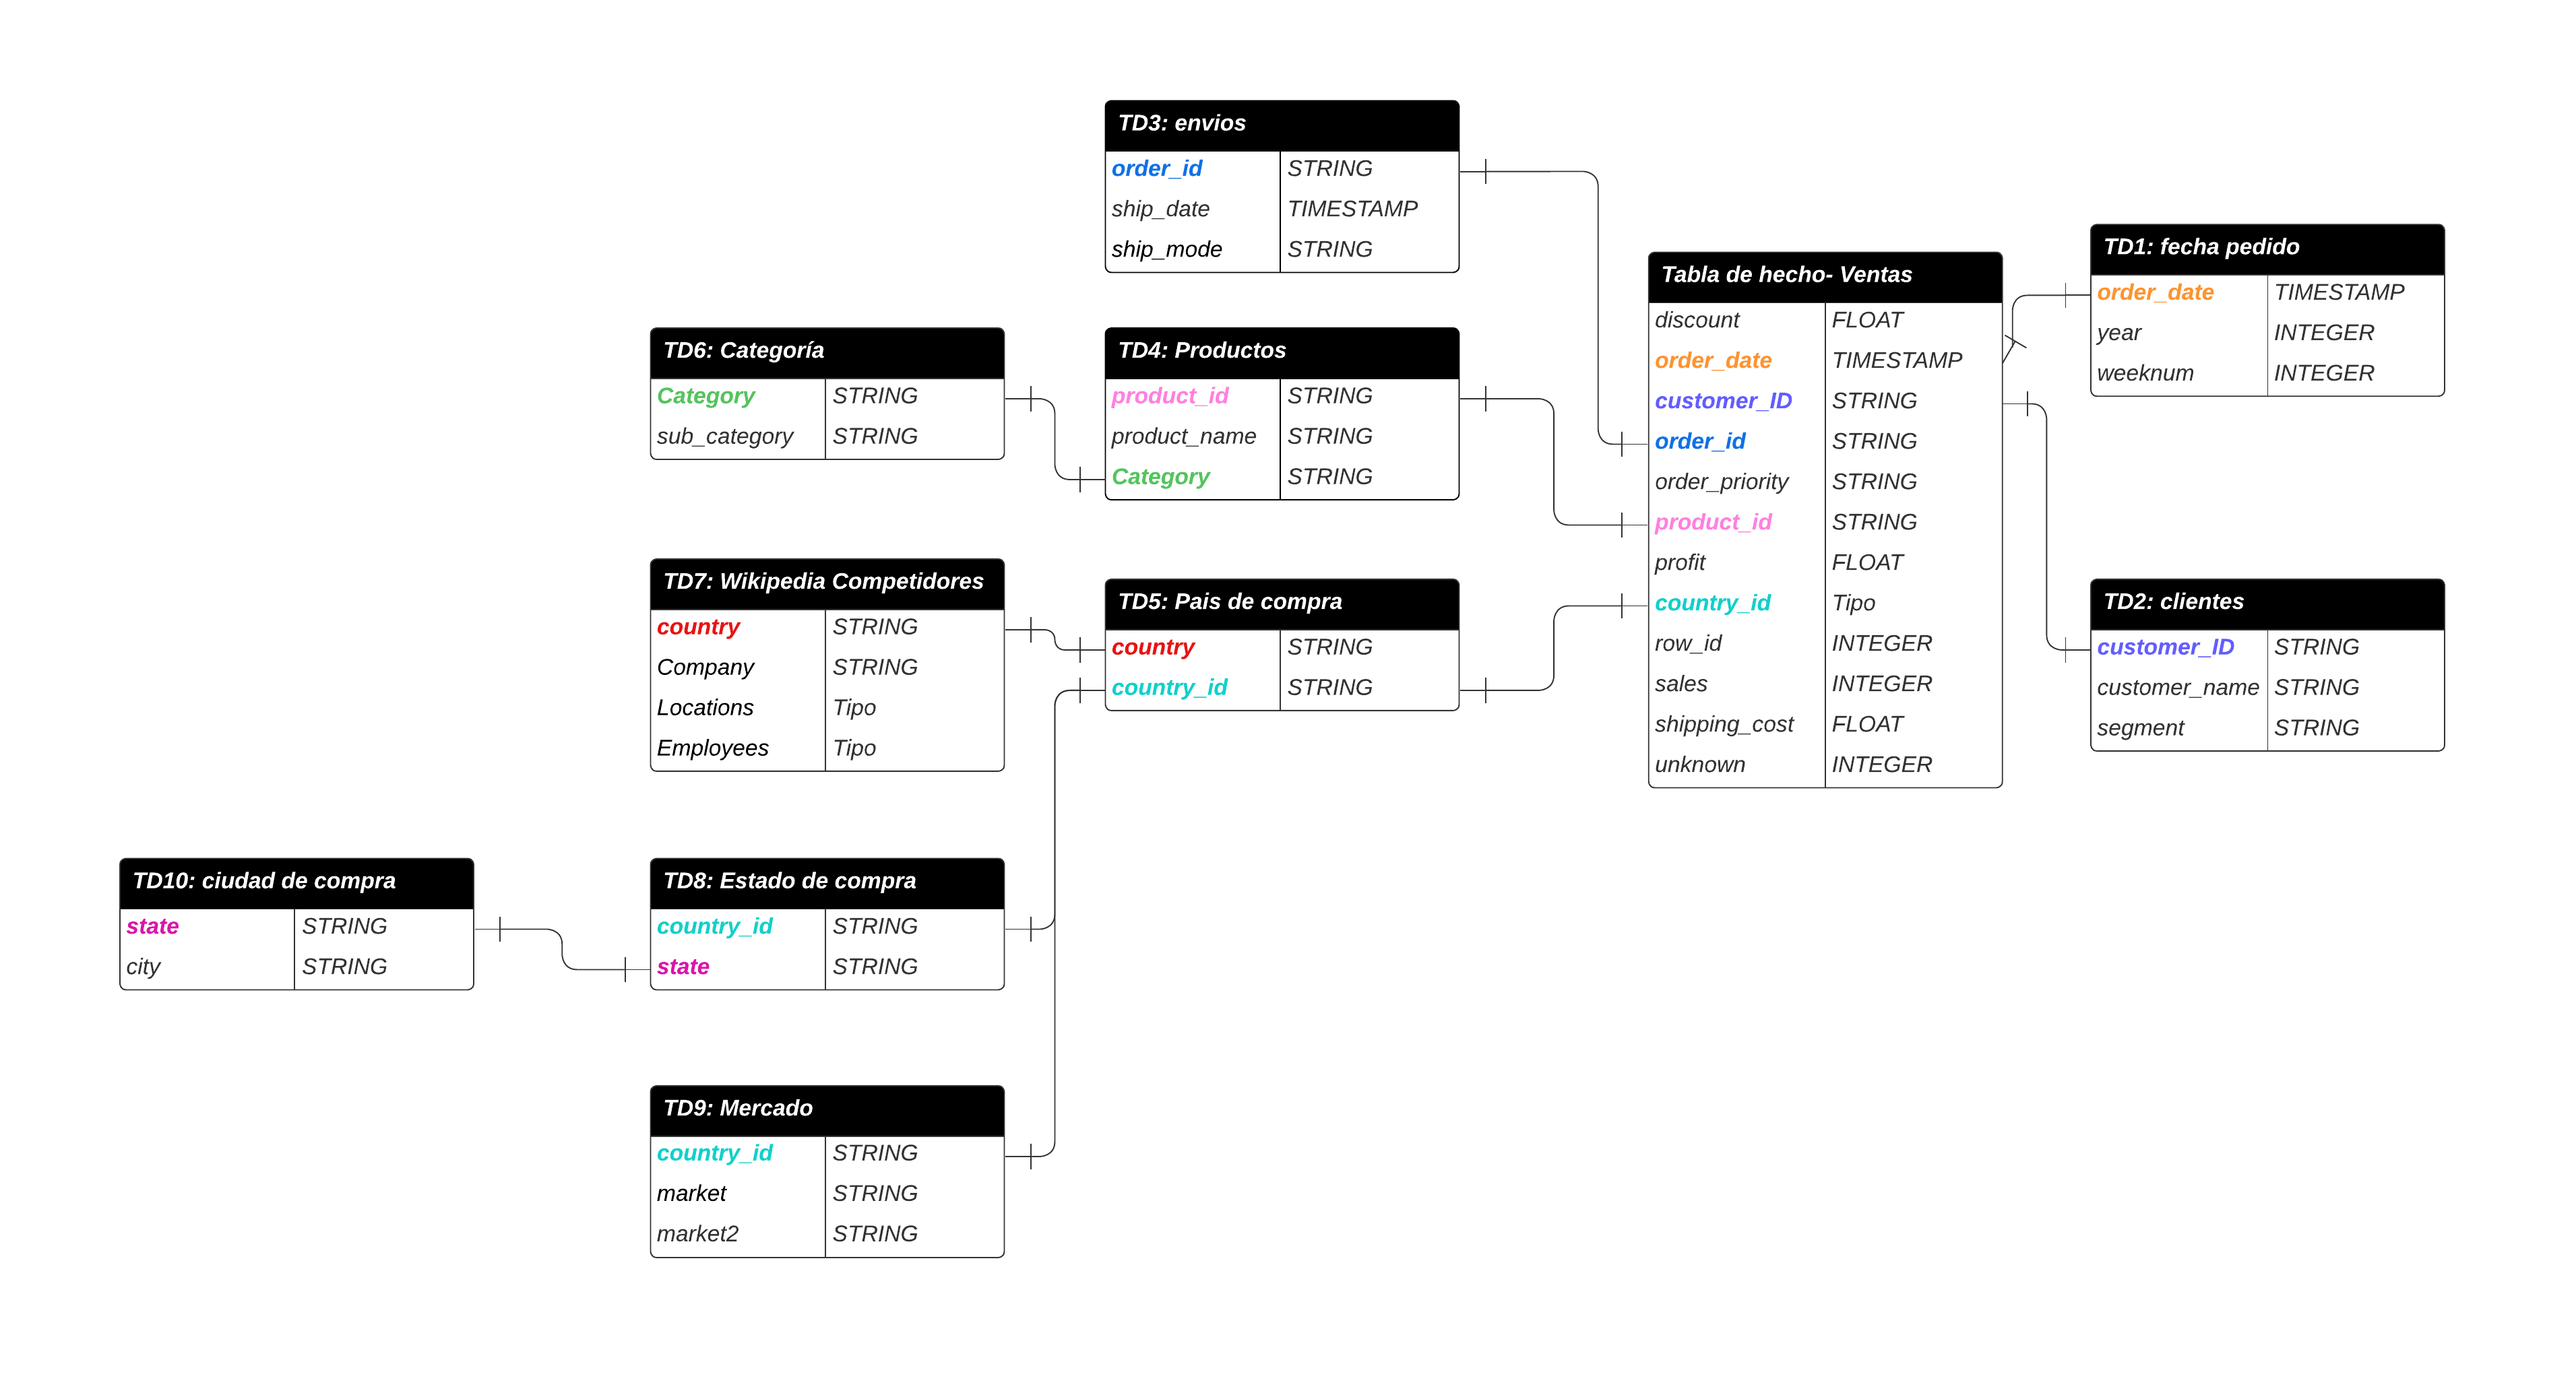 TD3: envios
order_id STRING
ship_date TIMESTAMP
ship_mode STRING
TD1: fecha pedido
order_date TIMESTAMP
year INTEGER
weeknum INTEGER
Tabla de hecho- Ventas
discount FLOAT
order_date TIMESTAMP
customer_ID STRING
order_id STRING
order_priority STRING
product_id STRING
profit FLOAT
country_id Tipo
row_id INTEGER
sales INTEGER
shipping_cost FLOAT
unknown INTEGER
TD6: Categoría
Category STRING
sub_category STRING
TD4: Productos
product_id STRING
product_name STRING
Category STRING
TD7: Wikipedia Competidores
country STRING
Company STRING
Locations Tipo
Employees Tipo
TD5: Pais de compra
country STRING
country_id STRING
TD2: clientes
customer_ID STRING
customer_name STRING
segment STRING
TD10: ciudad de compra
state STRING
city STRING
TD8: Estado de compra
country_id STRING
state STRING
TD9: Mercado
country_id STRING
market STRING
market2 STRING